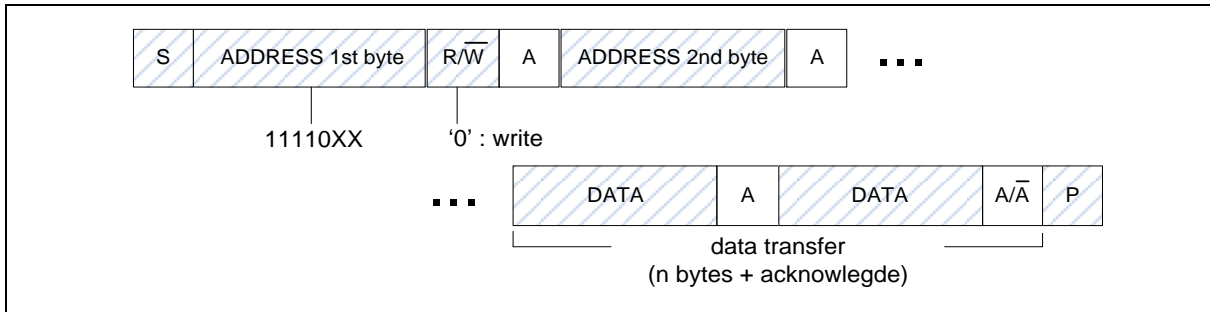 S ADDRESS 1st byte R/W̅ A ADDRESS 2nd byte A ...
11110XX '0' : write
... DATA A DATA A/A̅ P
data transfer
(n bytes + acknowlegde)